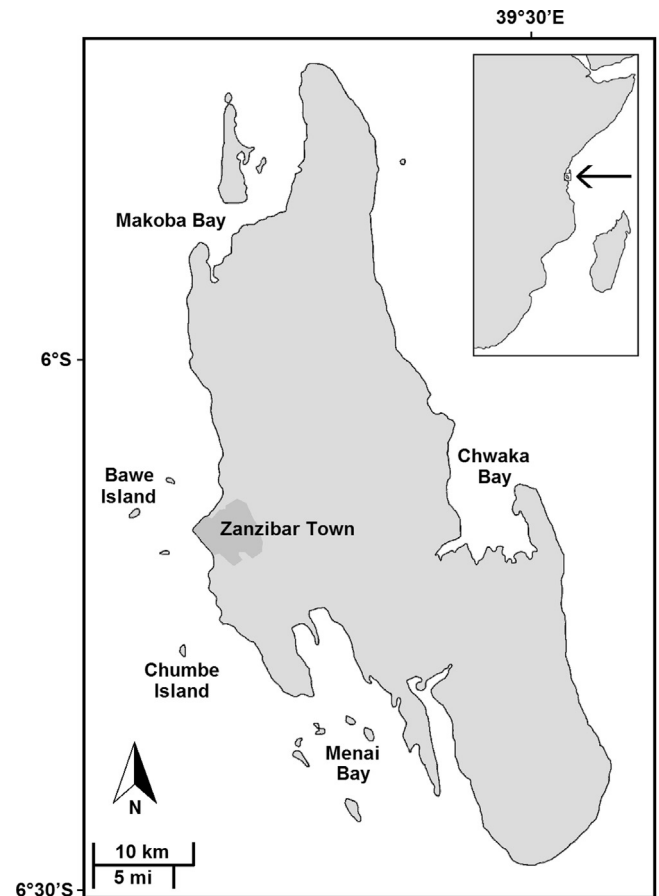 39°30’E
Makoba Bay
6°S
Chwaka
Bay
Bawe
Island
Zanzibar Town
Chumbe
Island
Menai
Bay
N
10 km
5 mi
6°30’S